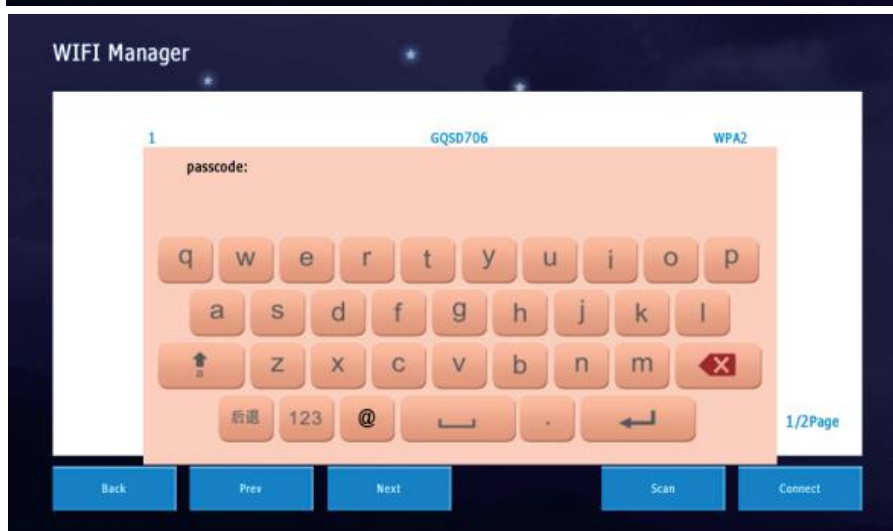 WIFI Manager
1 GQSD706 WPA2
passcode:
q w e r t y u i o p
a s d f g h j k l
z x c v b n m
后退 123 @ .
1/2Page
Back Prev Next Scan Connect